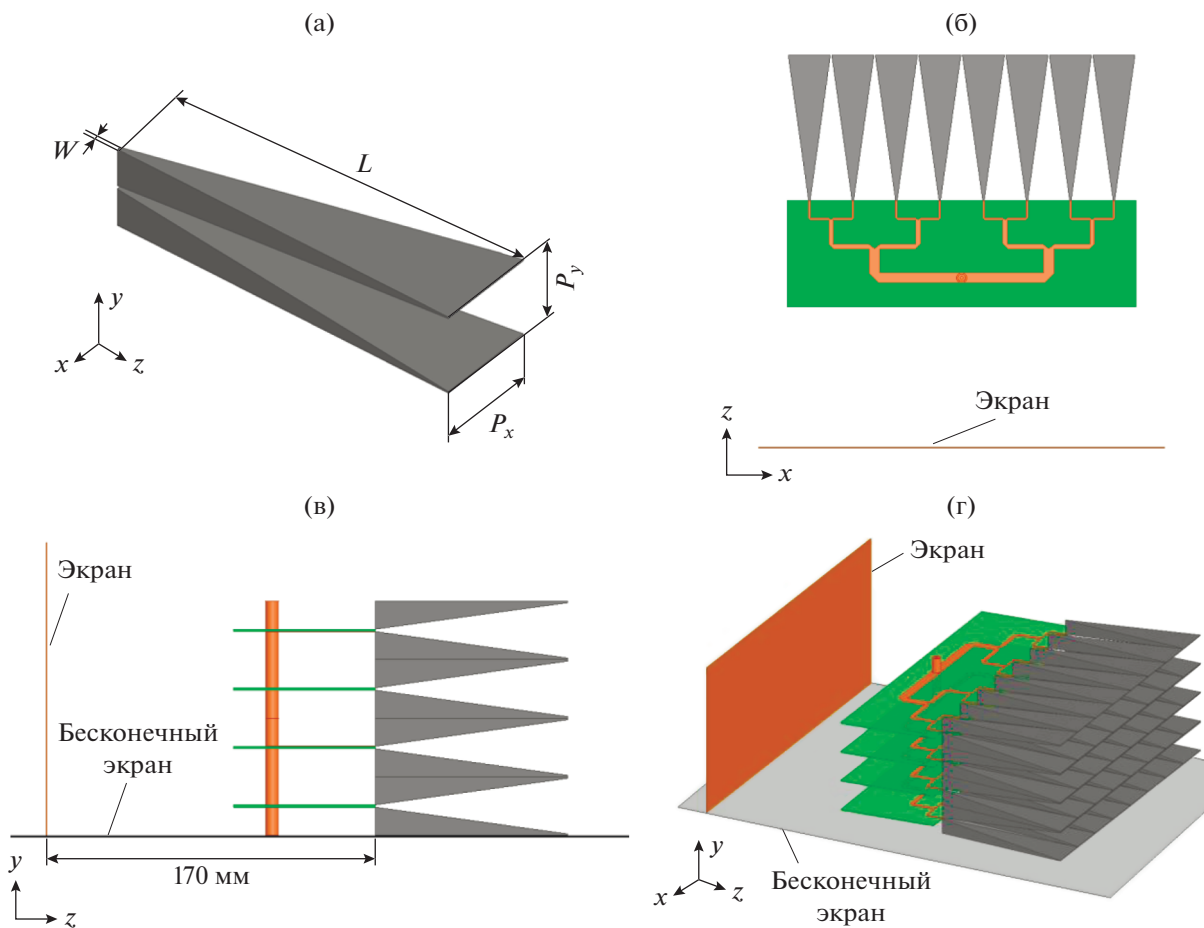 (а)
W
L
P_y
y
x
z
P_x
(б)
Экран
z
x
(в)
Экран
Бесконечный
экран
170 мм
y
z
(г)
Экран
y
x
z
Бесконечный
экран